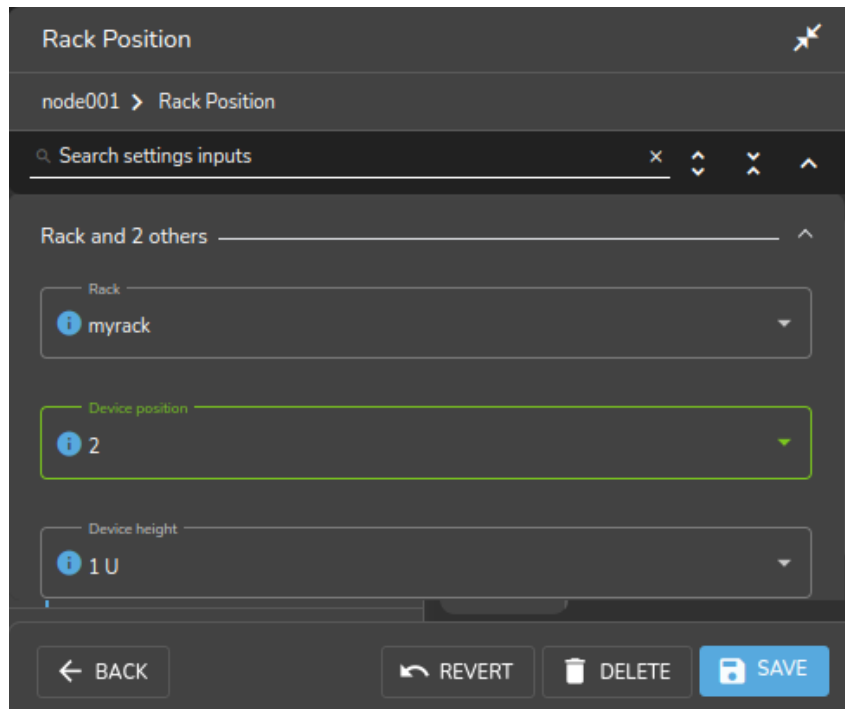 Rack Position
node001 > Rack Position
Search settings inputs
Rack and 2 others
Rack
myrack
Device position
2
Device height
1 U
BACK REVERT DELETE SAVE